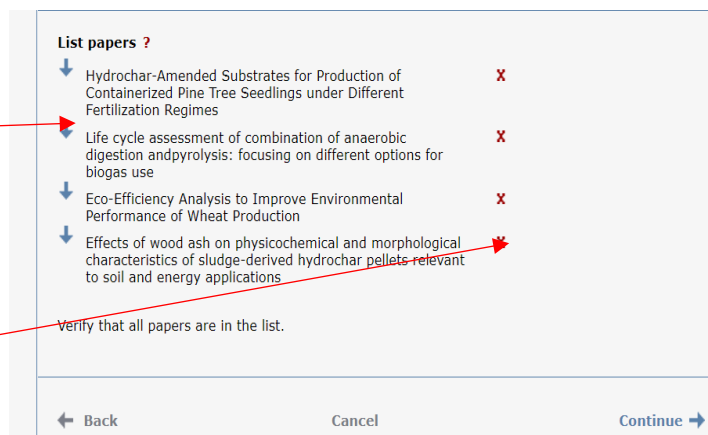 List papers ?
Hydrochar-Amended Substrates for Production of
Containerized Pine Tree Seedlings under Different
Fertilization Regimes
X
Life cycle assessment of combination of anaerobic
digestion andpyrolysis: focusing on different options for
biogas use
X
Eco-Efficiency Analysis to Improve Environmental
Performance of Wheat Production
X
Effects of wood ash on physicochemical and morphological
characteristics of sludge-derived hydrochar pellets relevant
to soil and energy applications
X
Verify that all papers are in the list.
Back
Cancel
Continue